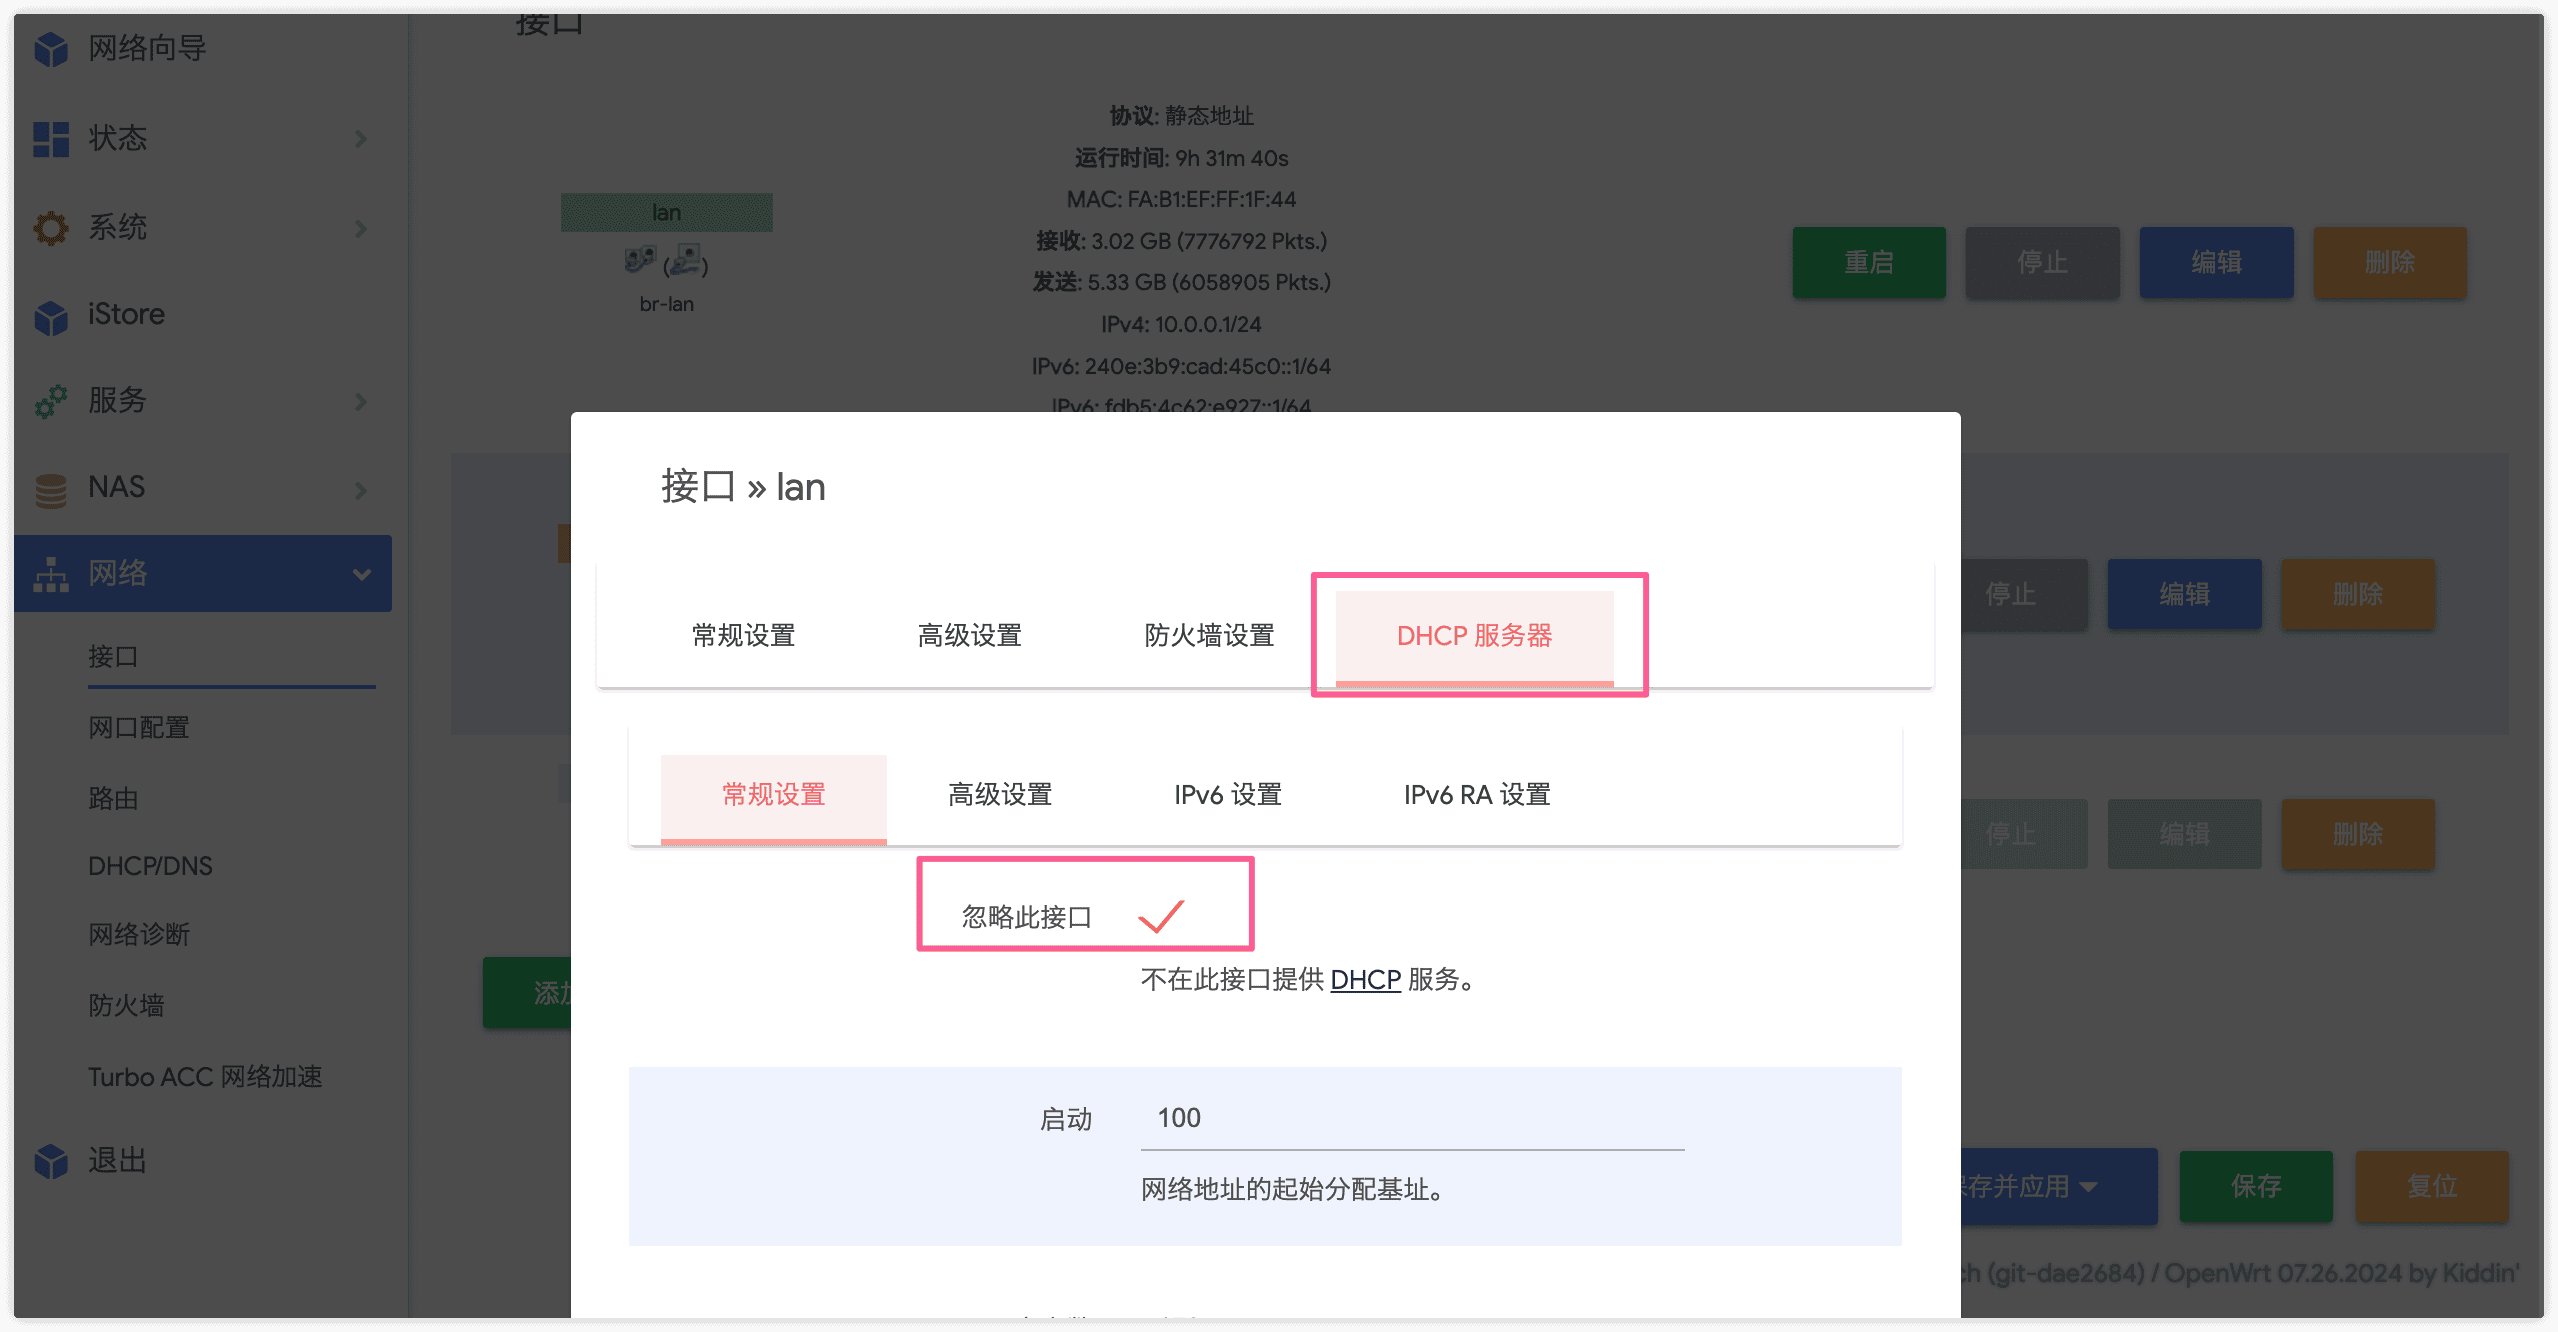 网络向导
状态
系统
iStore
服务
NAS
网络
接口
网口配置
路由
DHCP/DNS
网络诊断
防火墙
Turbo ACC 网络加速
退出
接口
lan
br-lan
协议: 静态地址
运行时间: 9h 31m 40s
MAC: FA:B1:EF:FF:1F:44
接收: 3.02 GB (7776792 Pkts.)
发送: 5.33 GB (6058905 Pkts.)
IPv4: 10.0.0.1/24
IPv6: 240e:3b9:cad:45c0::1/64
IPv6: fdb5:4c62:e927::1/64
重启 停止 编辑 删除
接口 » lan
常规设置 高级设置 防火墙设置 DHCP 服务器
常规设置 高级设置 IPv6 设置 IPv6 RA 设置
忽略此接口
不在此接口提供 DHCP 服务。
启动 100
网络地址的起始分配基址。
停止 编辑 删除
停止 编辑 删除
添加
存并应用 保存 复位
ch (git-dae2684) / OpenWrt 07.26.2024 by Kiddin'